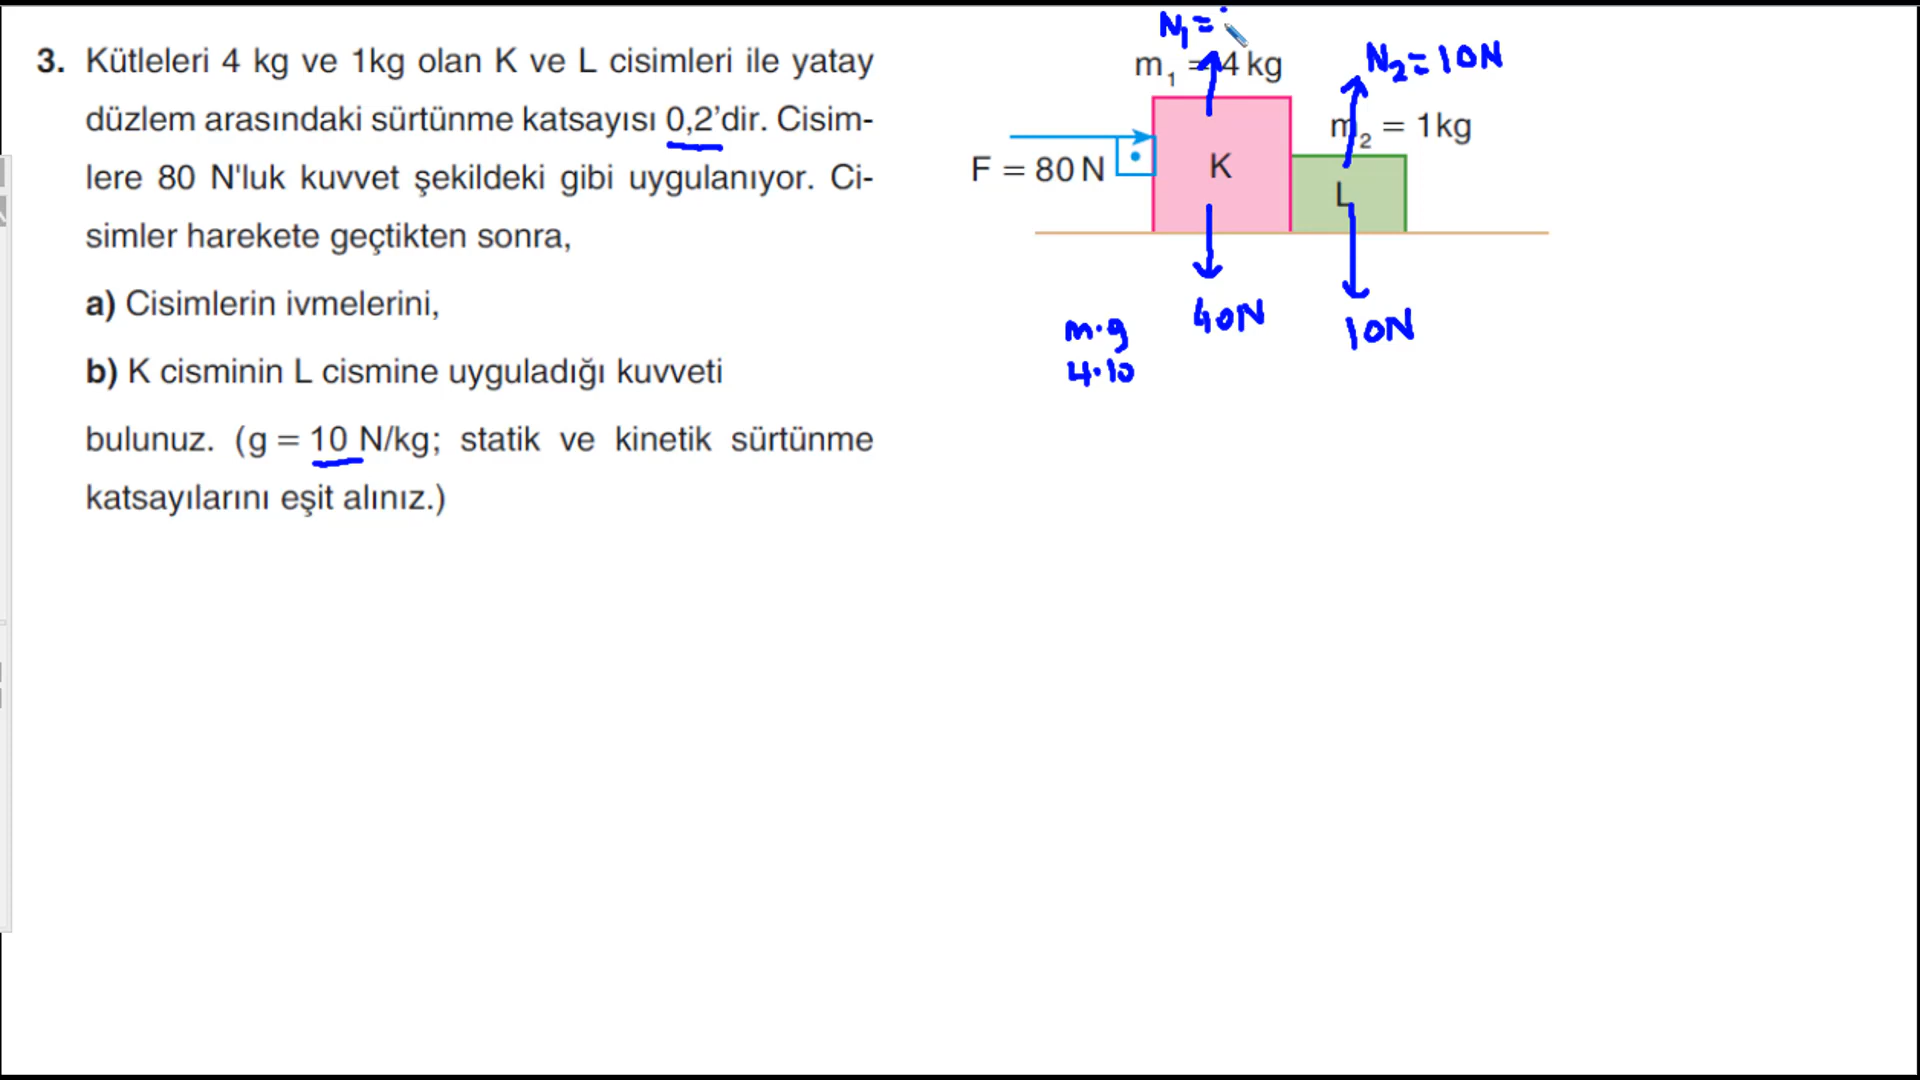 3. Kütleleri 4 kg ve 1kg olan K ve L cisimleri ile yatay
düzlem arasındaki sürtünme katsayısı 0,2’dir. Cisim-
lere 80 N'luk kuvvet şekildeki gibi uygulanıyor. Ci-
simler harekete geçtikten sonra,
a) Cisimlerin ivmelerini,
b) K cisminin L cismine uyguladığı kuvveti
bulunuz. (g = 10 N/kg; statik ve kinetik sürtünme
katsayılarını eşit alınız.)
N₁ =
m₁ = 4 kg
N₂ = 10N
m₂ = 1kg
F = 80 N
K
L
40N
10N
m.g
4.10